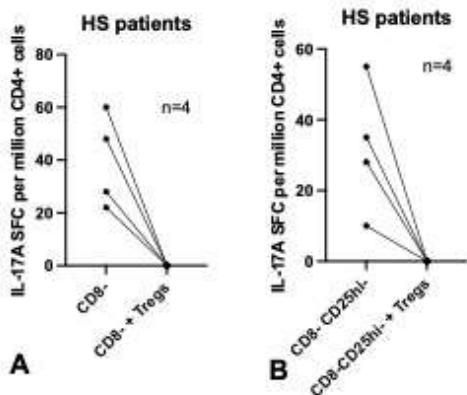 HS patients
IL-17A SFC per million CD4+ cells
80
60
40
20
0
n=4
CD8-
CD8- + Tregs
A
HS patients
IL-17A SFC per million CD4+ cells
60
40
20
0
n=4
CD8- CD25hi-
CD8-CD25hi- + Tregs
B